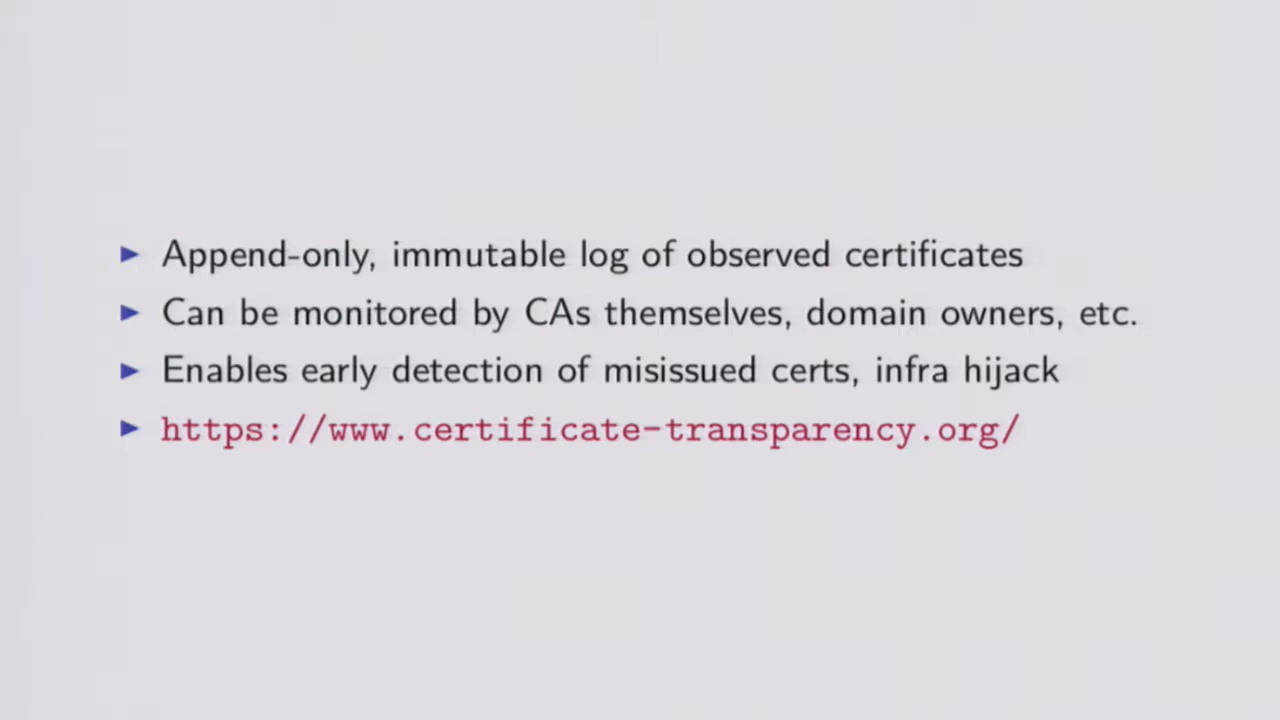 Append-only, immutable log of observed certificates
Can be monitored by CAs themselves, domain owners, etc.
Enables early detection of misissued certs, infra hijack
https://www.certificate-transparency.org/